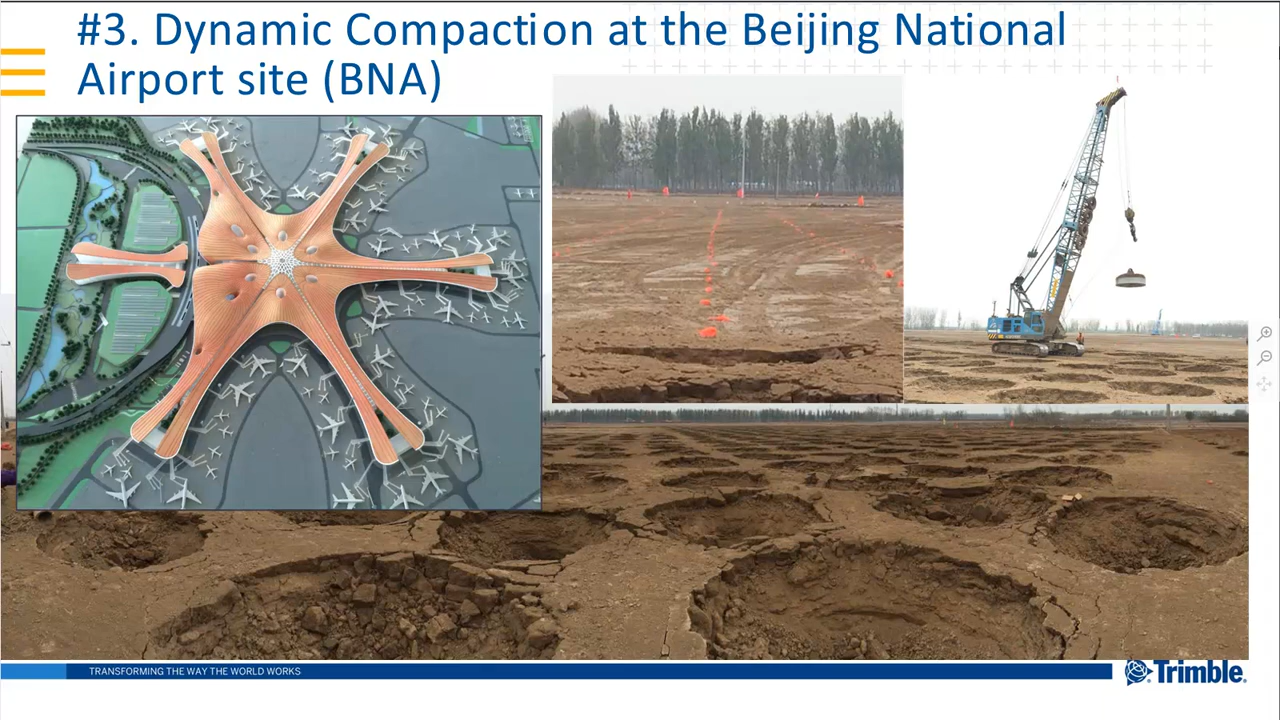 #3. Dynamic Compaction at the Beijing National
Airport site (BNA)
TRANSFORMING THE WAY THE WORLD WORKS
Trimble